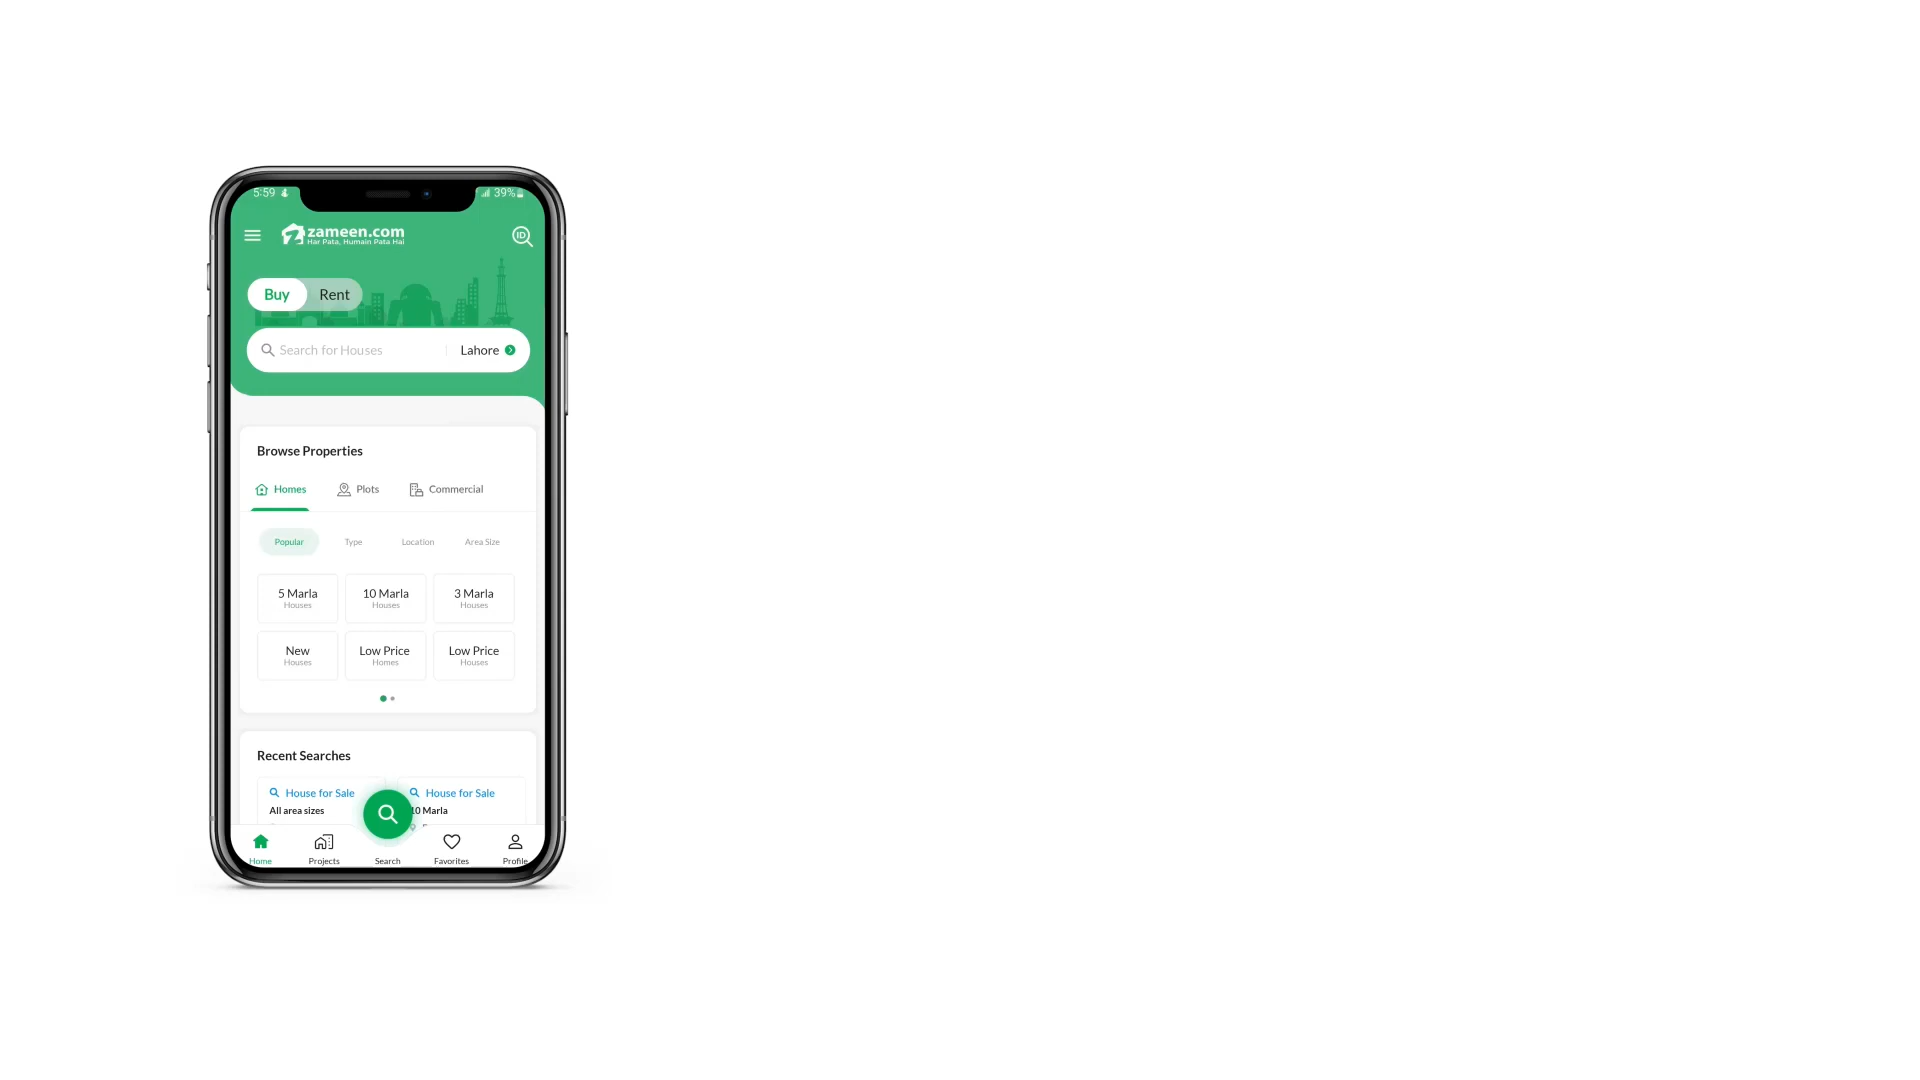 5:59
39%
zameen.com
Har Pata, Humain Pata Hai
ID
Buy
Rent
Search for Houses
Lahore
Browse Properties
Homes
Plots
Commercial
Popular
Type
Location
Area Size
5 Marla
Houses
10 Marla
Houses
3 Marla
Houses
New
Houses
Low Price
Homes
Low Price
Houses
Recent Searches
House for Sale
All area sizes
House for Sale
10 Marla
Home
Projects
Search
Favorites
Profile